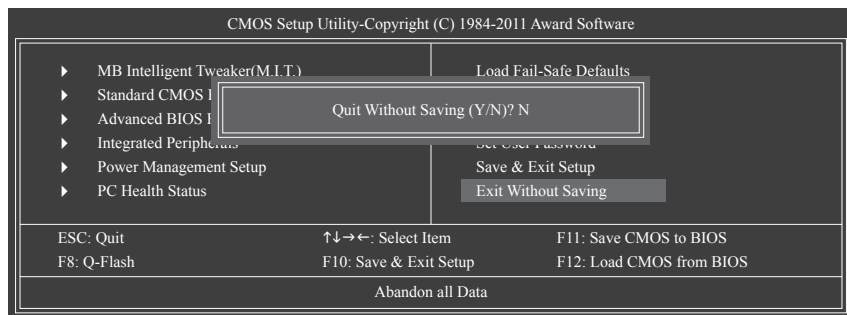 CMOS Setup Utility-Copyright (C) 1984-2011 Award Software
MB Intelligent Tweaker(M.I.T.)
Standard CMOS
Advanced BIOS
Integrated Peripherals
Power Management Setup
PC Health Status
Load Fail-Safe Defaults
Set User Password
Save & Exit Setup
Exit Without Saving
Quit Without Saving (Y/N)? N
ESC: Quit
↑↓→←: Select Item
F11: Save CMOS to BIOS
F8: Q-Flash
F10: Save & Exit Setup
F12: Load CMOS from BIOS
Abandon all Data